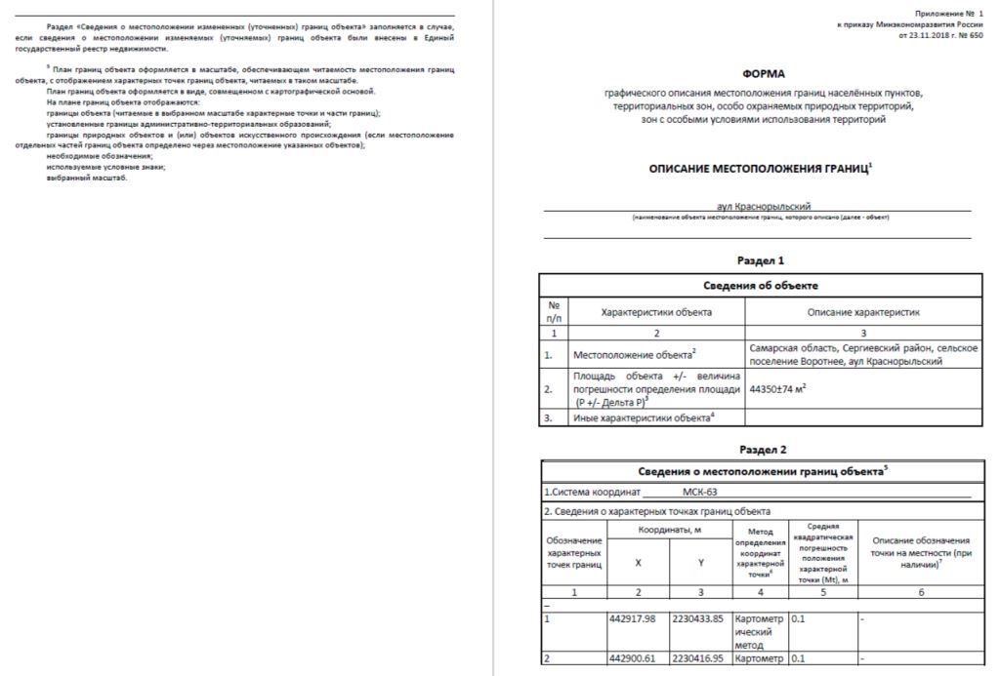 Раздел «Сведения о местоположении измененных (уточненных) границ объекта» заполняется в случае,
если сведения о местоположении изменяемых (уточняемых) границ объекта были внесены в Единый
государственный реестр недвижимости.
⁵ План границ объекта оформляется в масштабе, обеспечивающем читаемость местоположения границ
объекта, с отображением характерных точек границ объекта, читаемых в таком масштабе.
План границ объекта оформляется в виде, совмещенном с картографической основой.
На плане границ объекта отображаются:
границы объекта (читаемые в выбранном масштабе характерные точки и части границ);
установленные границы административно-территориальных образований;
границы природных объектов и (или) объектов искусственного происхождения (если местоположение
отдельных частей границ объекта определено через местоположение указанных объектов);
необходимые обозначения;
используемые условные знаки;
выбранный масштаб.
Приложение № 1
к приказу Минэкономразвития России
от 23.11.2018 г. № 650
ФОРМА
графического описания местоположения границ населённых пунктов,
территориальных зон, особо охраняемых природных территорий,
зон с особыми условиями использования территорий
ОПИСАНИЕ МЕСТОПОЛОЖЕНИЯ ГРАНИЦ¹
аул Краснорыльский
(наименование объекта местоположение границ, которого описано (далее - объект)
Раздел 1
Сведения об объекте
№
п/п
Характеристики объекта
Описание характеристик
1 2 3
1. Местоположение объекта²
Самарская область, Сергиевский район, сельское
поселение Воротнее, аул Краснорыльский
2.
Площадь объекта +/- величина
погрешности определения площади
(Р +/- Дельта Р)³
44350±74 м²
3. Иные характеристики объекта⁴
Раздел 2
Сведения о местоположении границ объекта⁵
1.Система координат МСК-63
2. Сведения о характерных точках границ объекта
Обозначение
характерных
точек границ
Координаты, м
X Y
Метод
определения
координат
характерной
точки⁶
Средняя
квадратическая
погрешность
положения
характерной
точки (Mt), м
Описание обозначения
точки на местности (при
наличии)⁷
1 2 3 4 5 6
–
1 442917.98 2230433.85 Картометр 0.1 -
ический
метод
2 442900.61 2230416.95 Картометр 0.1 -